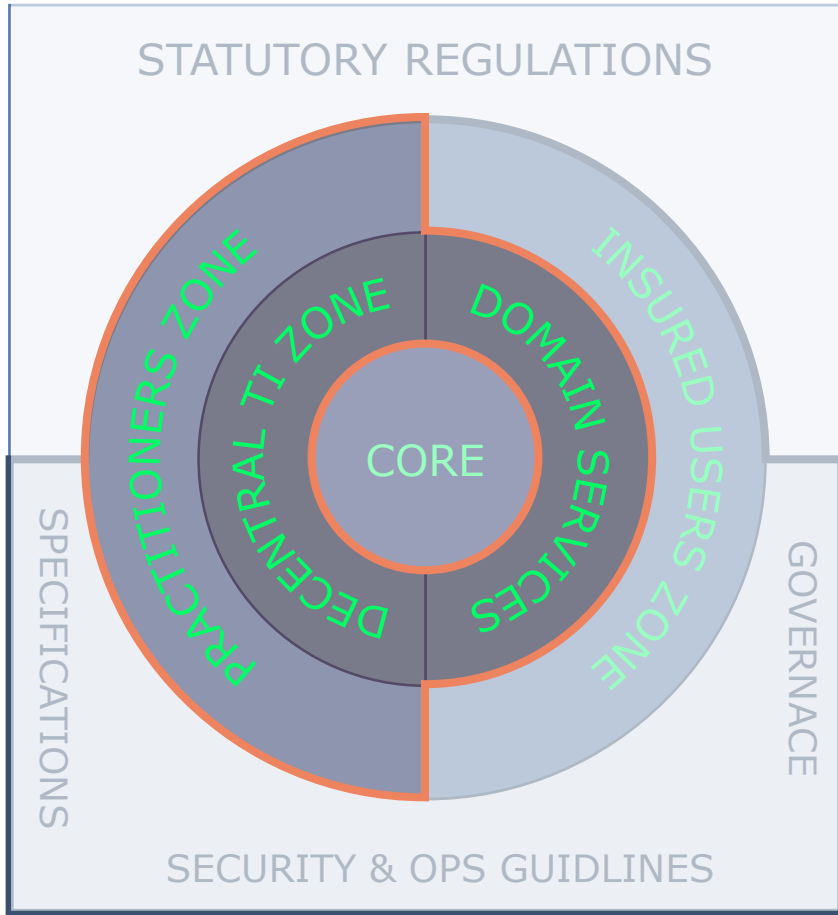 STATUTORY REGULATIONS
PRACTITIONERS ZONE
DECENTRAL TI ZONE
CORE
DOMAIN SERVICES
INSURED USERS ZONE
SPECIFICATIONS
GOVERNACE
SECURITY & OPS GUIDLINES